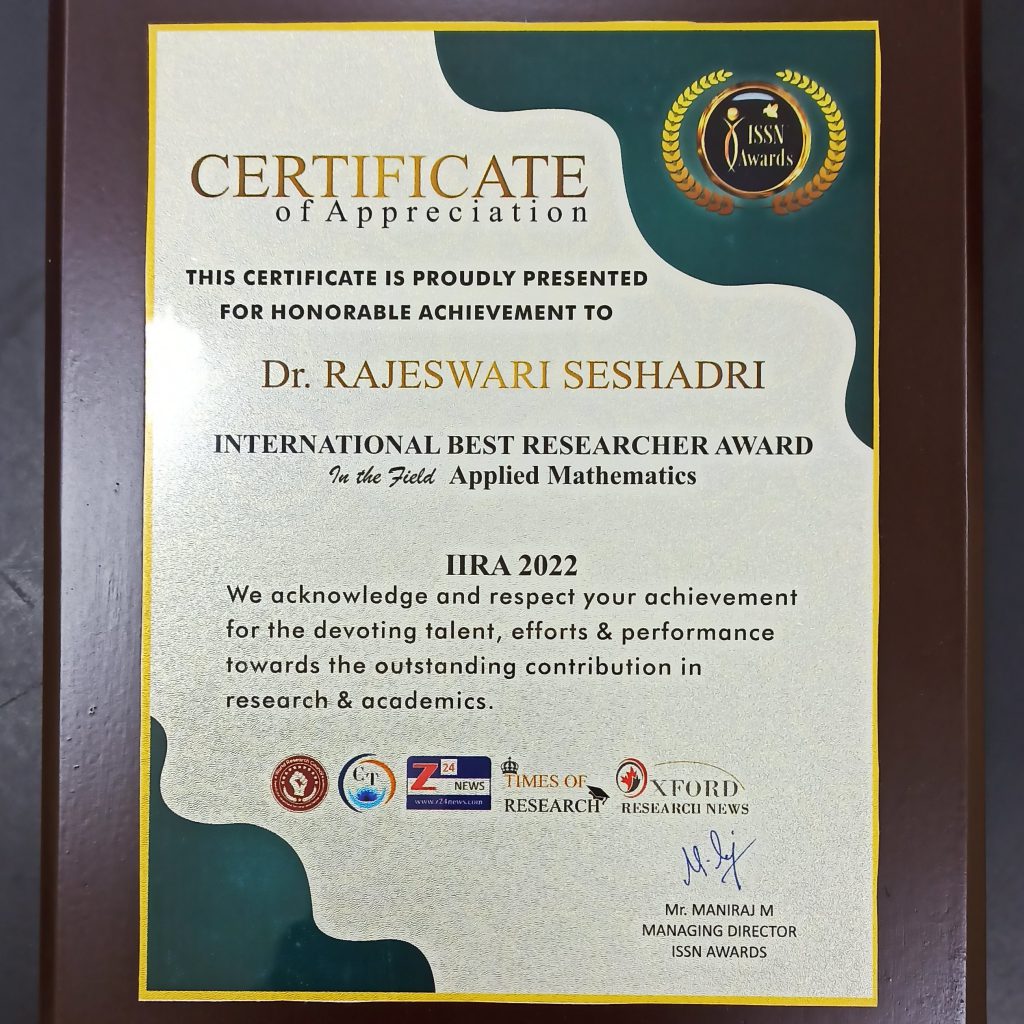 ISSN
Awards
CERTIFICATE
of Appreciation
THIS CERTIFICATE IS PROUDLY PRESENTED
FOR HONORABLE ACHIEVEMENT TO
Dr. RAJESWARI SESHADRI
INTERNATIONAL BEST RESEARCHER AWARD
In the Field Applied Mathematics
IIRA 2022
We acknowledge and respect your achievement
for the devoting talent, efforts & performance
towards the outstanding contribution in
research & academics.
CT
Z 24
NEWS
www.z24news.com
TIMES OF
RESEARCH
OXFORD
RESEARCH NEWS
Mr. MANIRAJ M
MANAGING DIRECTOR
ISSN AWARDS